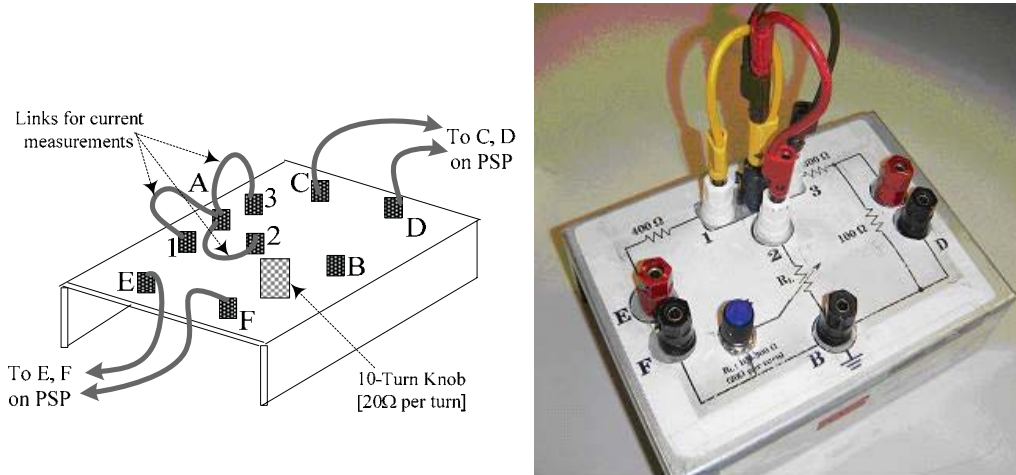 Links for current
measurements
A
3
C
To C, D
on PSP
D
1
2
B
E
F
To E, F
on PSP
10-Turn Knob
[20Ω per turn]
3
400 Ω
1
2
100 Ω
D
E
F
B